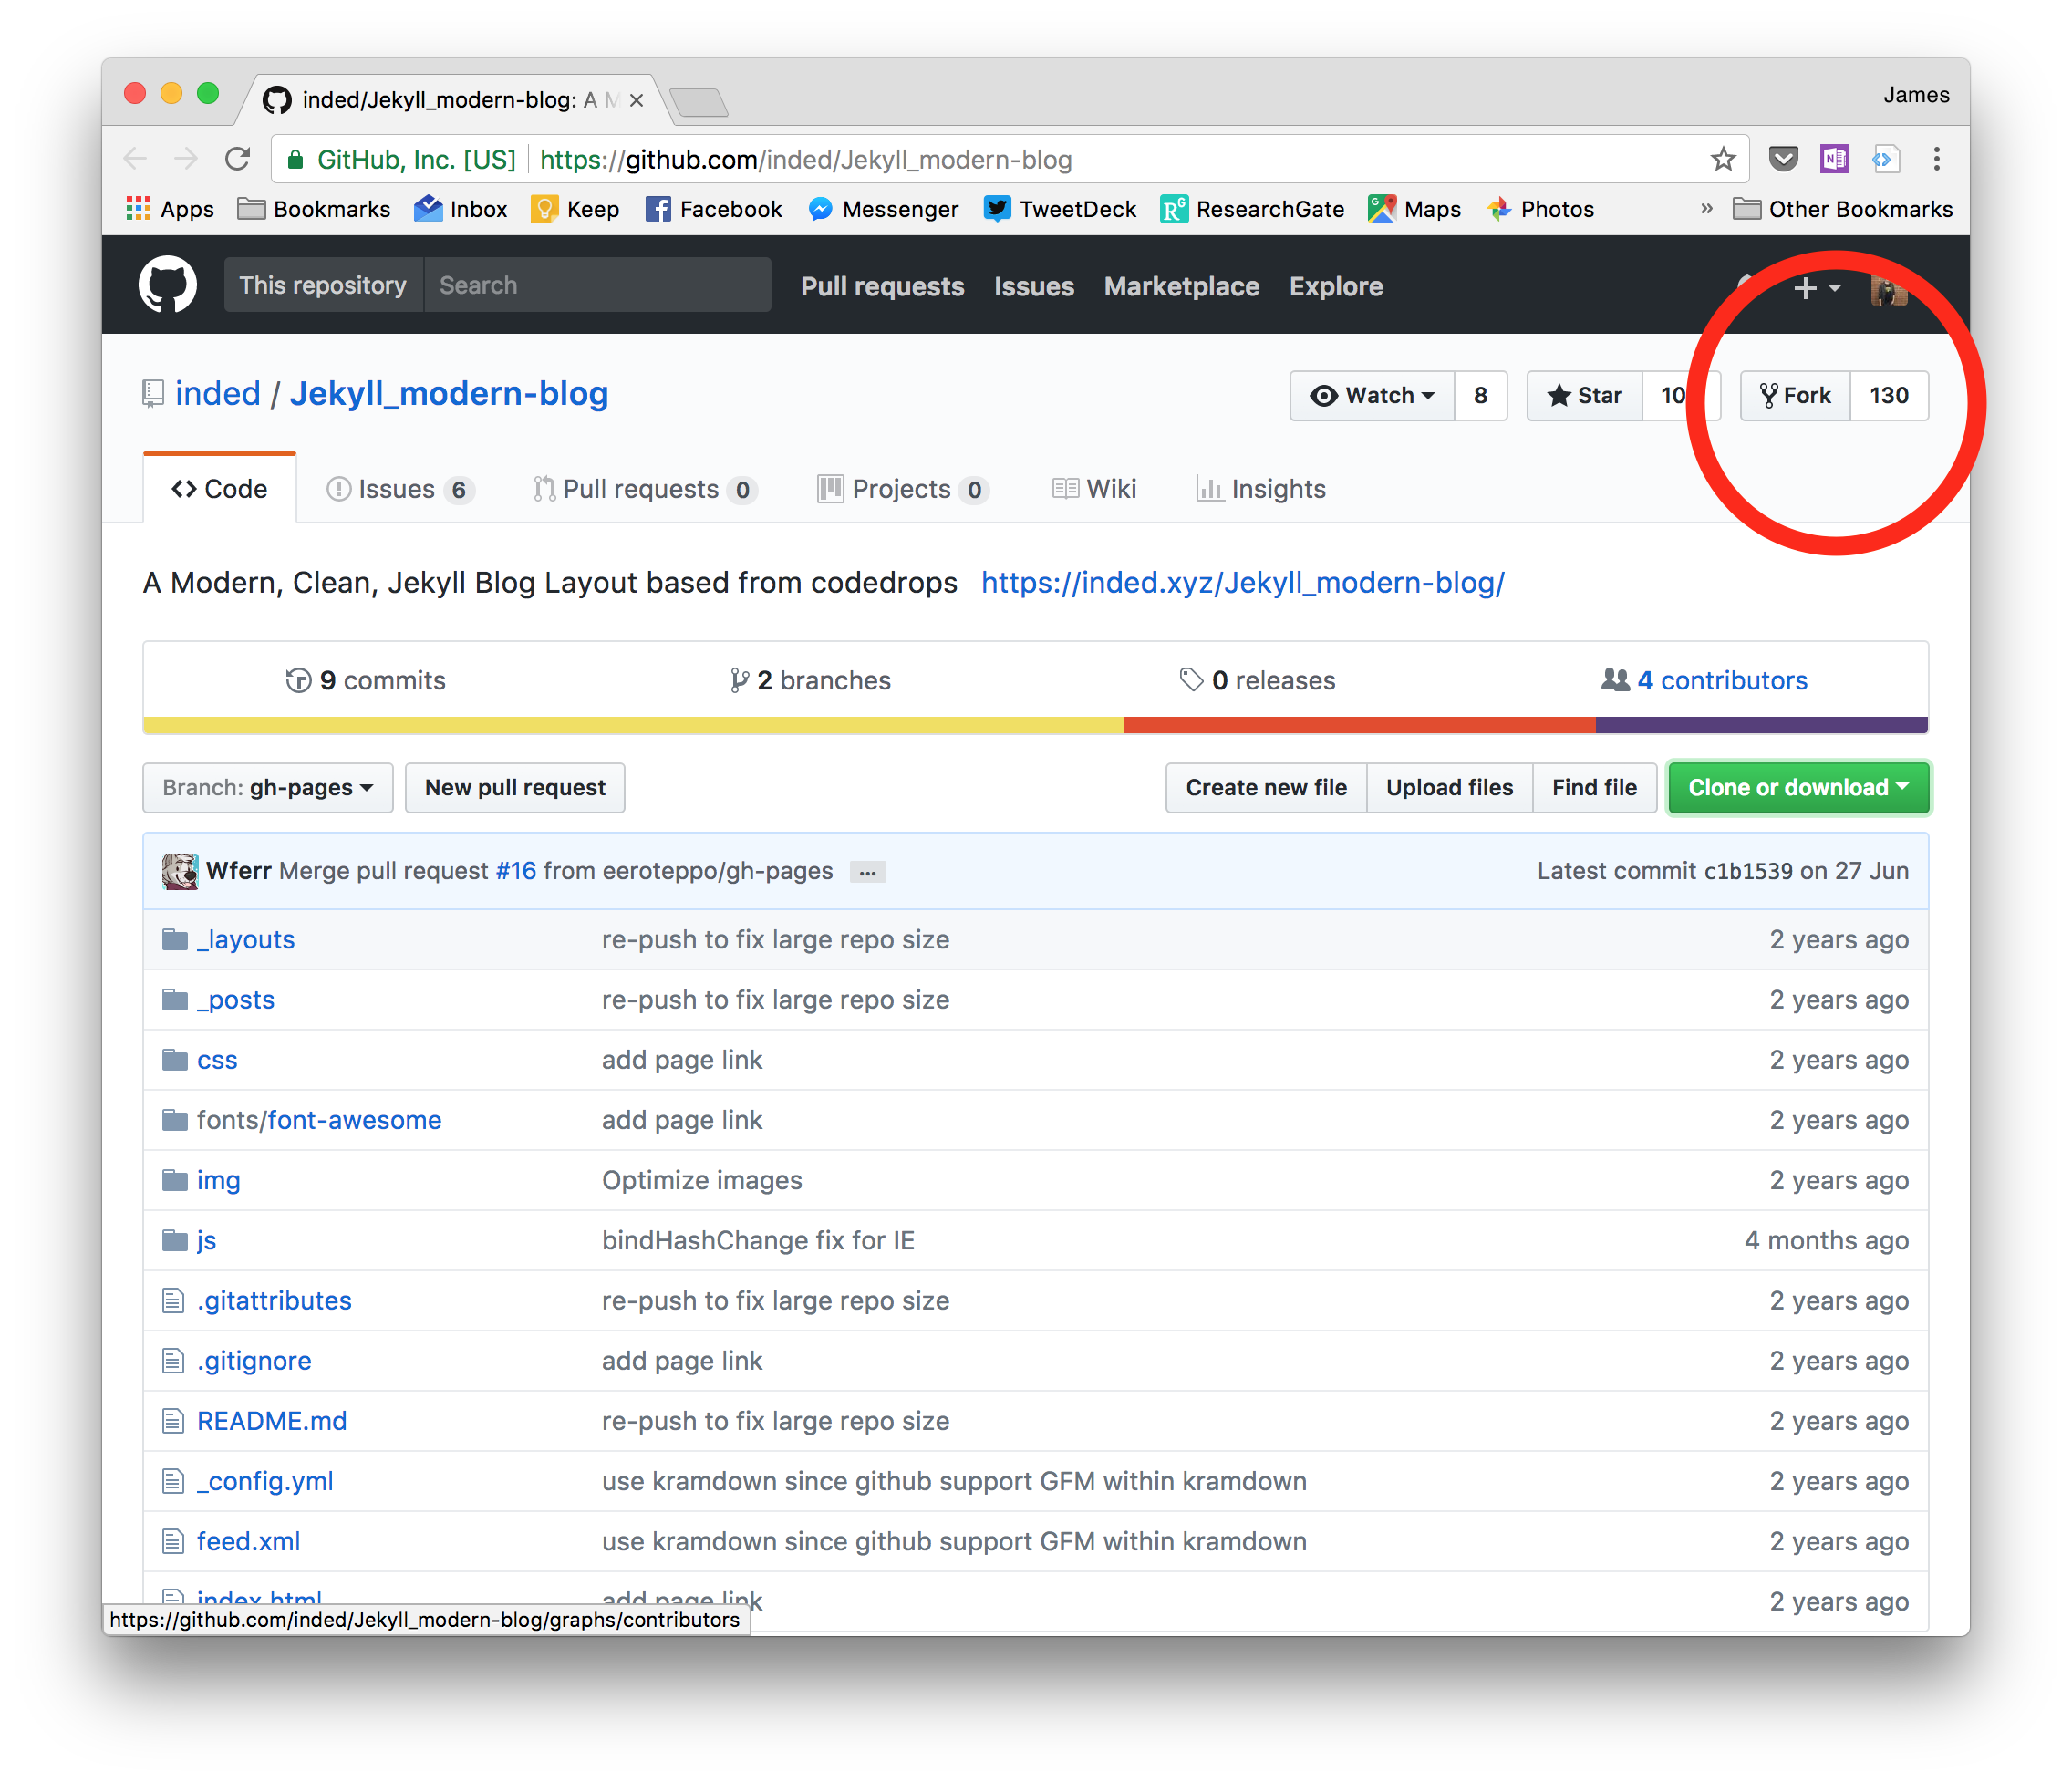 inded/Jekyll_modern-blog: A M
James
GitHub, Inc. [US] https://github.com/inded/Jekyll_modern-blog
Apps Bookmarks Inbox Keep Facebook Messenger TweetDeck ResearchGate Maps Photos » Other Bookmarks
This repository Search Pull requests Issues Marketplace Explore
inded / Jekyll_modern-blog Watch 8 Star Fork 130
Code Issues 6 Pull requests 0 Projects 0 Wiki Insights
A Modern, Clean, Jekyll Blog Layout based from codedrops https://inded.xyz/Jekyll_modern-blog/
9 commits 2 branches 0 releases 4 contributors
Branch: gh-pages New pull request Create new file Upload files Find file Clone or download
Wferr Merge pull request #16 from eeroteppo/gh-pages ... Latest commit c1b1539 on 27 Jun
_layouts re-push to fix large repo size 2 years ago
_posts re-push to fix large repo size 2 years ago
css add page link 2 years ago
fonts/font-awesome add page link 2 years ago
img Optimize images 2 years ago
js bindHashChange fix for IE 4 months ago
.gitattributes re-push to fix large repo size 2 years ago
.gitignore add page link 2 years ago
README.md re-push to fix large repo size 2 years ago
_config.yml use kramdown since github support GFM within kramdown 2 years ago
feed.xml use kramdown since github support GFM within kramdown 2 years ago
index.html add page link 2 years ago
https://github.com/inded/Jekyll_modern-blog/graphs/contributors